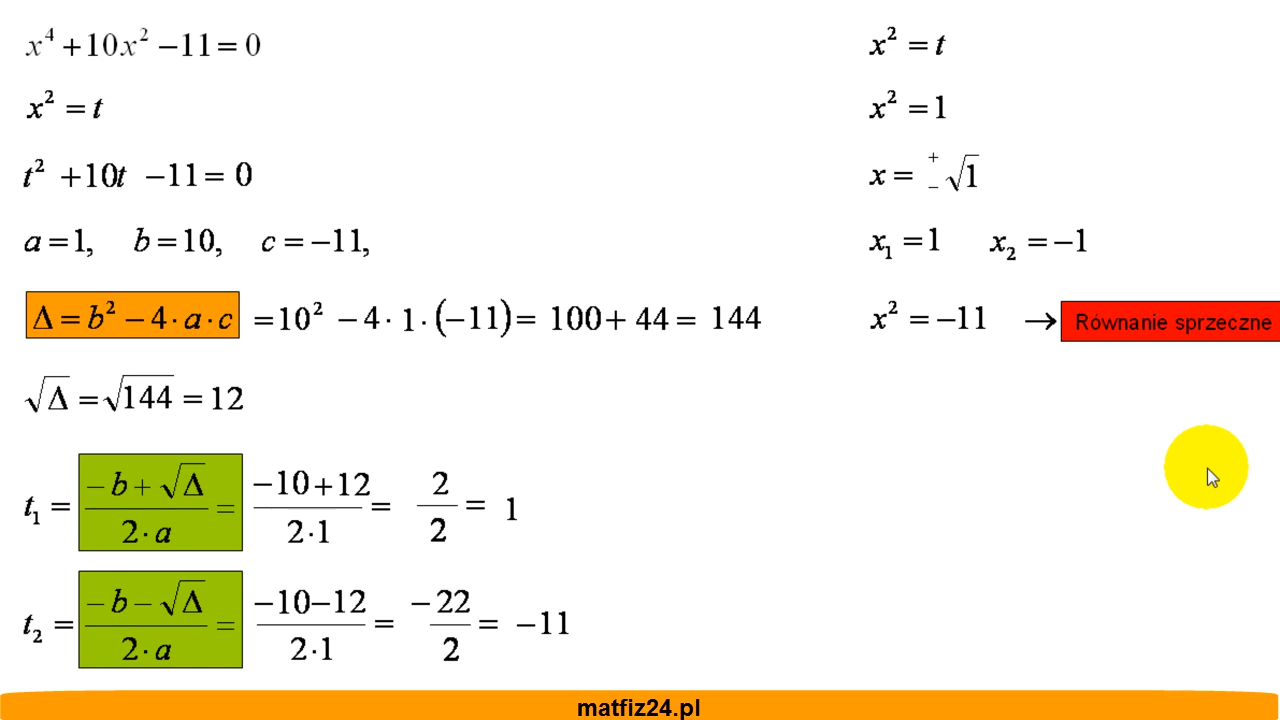 x⁴ + 10x² − 11 = 0
x² = t
t² + 10t − 11 = 0
a = 1, b = 10, c = −11,
Δ = b² − 4 · a · c = 10² − 4 · 1 · (−11) = 100 + 44 = 144
√Δ = √144 = 12
t₁ = (−b + √Δ)/(2 · a) = (−10 + 12)/(2 · 1) = 2/2 = 1
t₂ = (−b − √Δ)/(2 · a) = (−10 − 12)/(2 · 1) = −22/2 = −11
x² = t
x² = 1
x = ±√1
x₁ = 1 x₂ = −1
x² = −11 → Równanie sprzeczne
matfiz24.pl